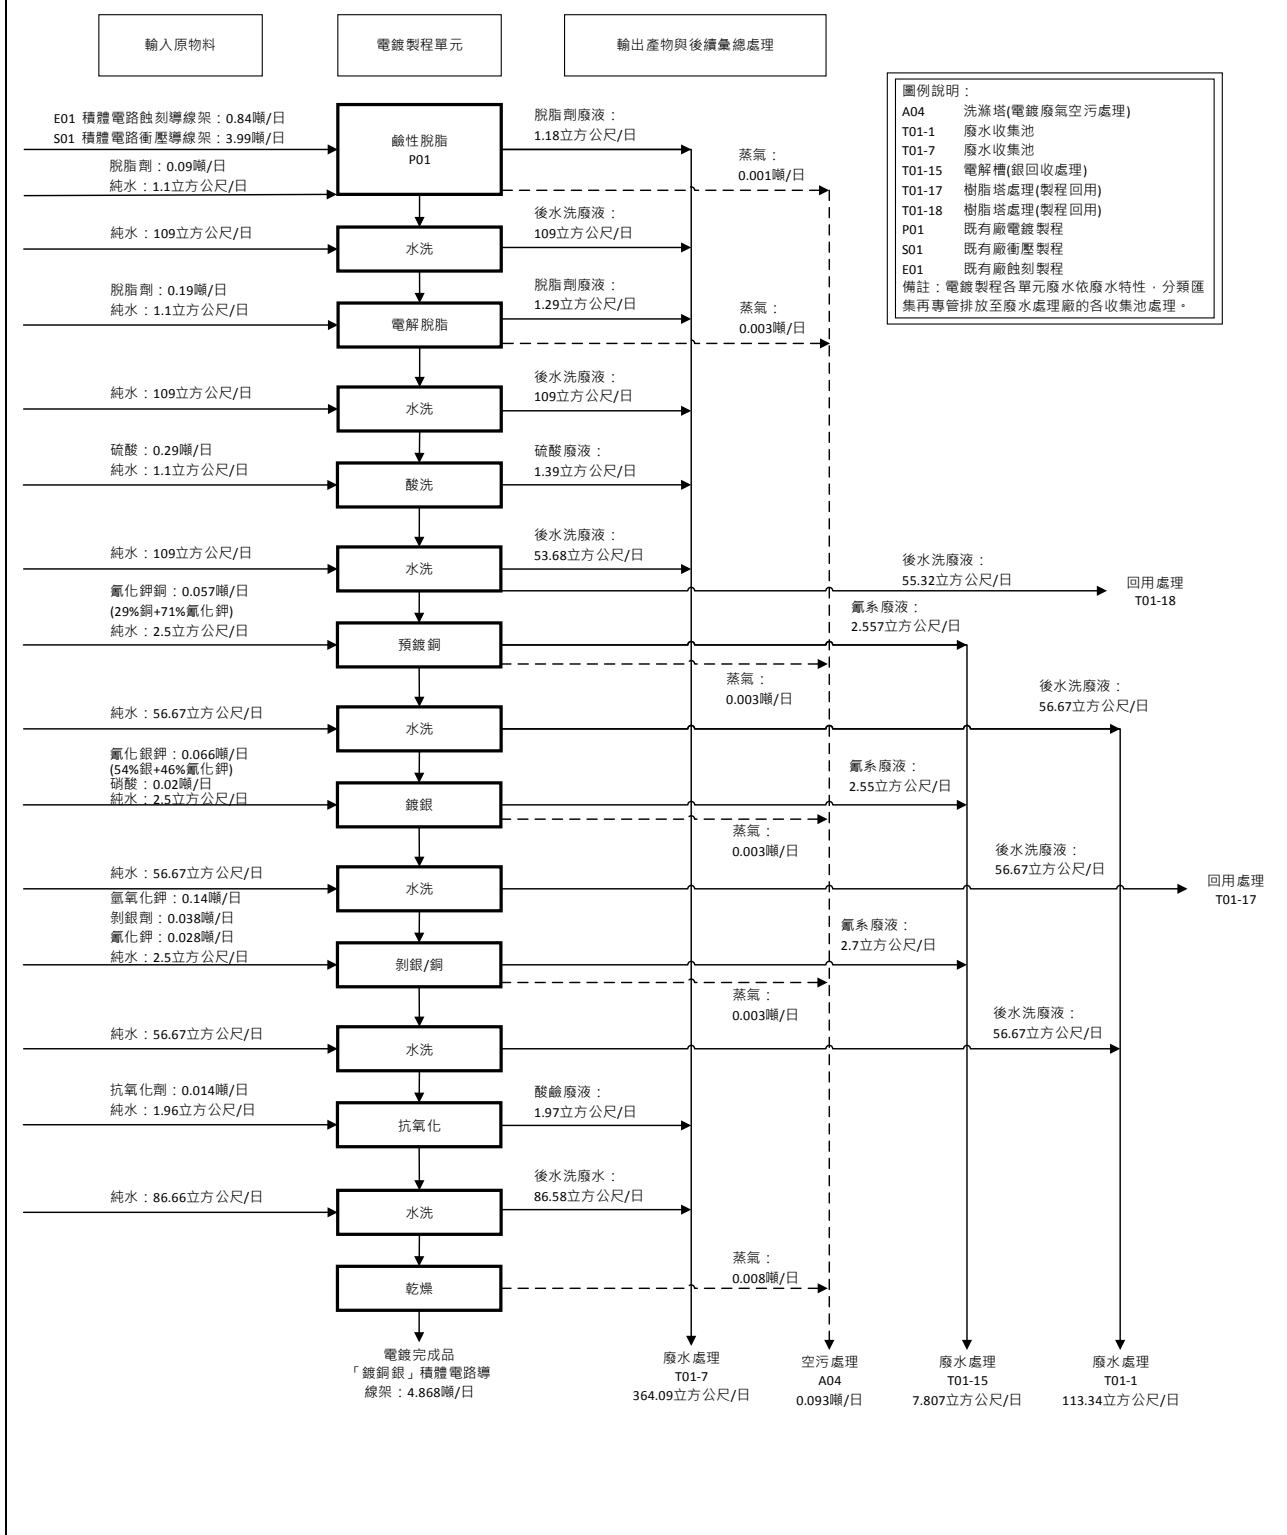 輸入原物料
電鍍製程單元
輸出產物與後續彙總處理
圖例說明：
A04 洗滌塔(電鍍廢氣空污處理)
T01-1 廢水收集池
T01-7 廢水收集池
T01-15 電解槽(銀回收處理)
T01-17 樹脂塔處理(製程回用)
T01-18 樹脂塔處理(製程回用)
P01 既有廠電鍍製程
S01 既有廠衝壓製程
E01 既有廠蝕刻製程
備註：電鍍製程各單元廢水依廢水特性，分類匯
集再專管排放至廢水處理廠的各收集池處理。
E01 積體電路蝕刻導線架：0.84噸/日
S01 積體電路衝壓導線架：3.99噸/日
脫脂劑：0.09噸/日
純水：1.1立方公尺/日
鹼性脫脂
P01
脫脂劑廢液：
1.18立方公尺/日
蒸氣：
0.001噸/日
純水：109立方公尺/日
水洗
後水洗廢液：
109立方公尺/日
脫脂劑：0.19噸/日
純水：1.1立方公尺/日
電解脫脂
脫脂劑廢液：
1.29立方公尺/日
蒸氣：
0.003噸/日
純水：109立方公尺/日
水洗
後水洗廢液：
109立方公尺/日
硫酸：0.29噸/日
純水：1.1立方公尺/日
酸洗
硫酸廢液：
1.39立方公尺/日
純水：109立方公尺/日
水洗
後水洗廢液：
53.68立方公尺/日
後水洗廢液：
55.32立方公尺/日
回用處理
T01-18
氰化鉀銅：0.057噸/日
(29%銅+71%氰化鉀)
純水：2.5立方公尺/日
預鍍銅
氰系廢液：
2.557立方公尺/日
蒸氣：
0.003噸/日
純水：56.67立方公尺/日
水洗
後水洗廢液：
56.67立方公尺/日
氰化銀鉀：0.066噸/日
(54%銀+46%氰化鉀)
硝酸：0.02噸/日
純水：2.5立方公尺/日
鍍銀
氰系廢液：
2.55立方公尺/日
蒸氣：
0.003噸/日
純水：56.67立方公尺/日
水洗
後水洗廢液：
56.67立方公尺/日
回用處理
T01-17
氫氧化鉀：0.14噸/日
剝銀劑：0.038噸/日
氰化鉀：0.028噸/日
純水：2.5立方公尺/日
剝銀/銅
氰系廢液：
2.7立方公尺/日
蒸氣：
0.003噸/日
純水：56.67立方公尺/日
水洗
後水洗廢液：
56.67立方公尺/日
抗氧化劑：0.014噸/日
純水：1.96立方公尺/日
抗氧化
酸鹼廢液：
1.97立方公尺/日
純水：86.66立方公尺/日
水洗
後水洗廢水：
86.58立方公尺/日
乾燥
蒸氣：
0.008噸/日
電鍍完成品
「鍍銅銀」積體電路導
線架：4.868噸/日
廢水處理
T01-7
364.09立方公尺/日
空污處理
A04
0.093噸/日
廢水處理
T01-15
7.807立方公尺/日
廢水處理
T01-1
113.34立方公尺/日